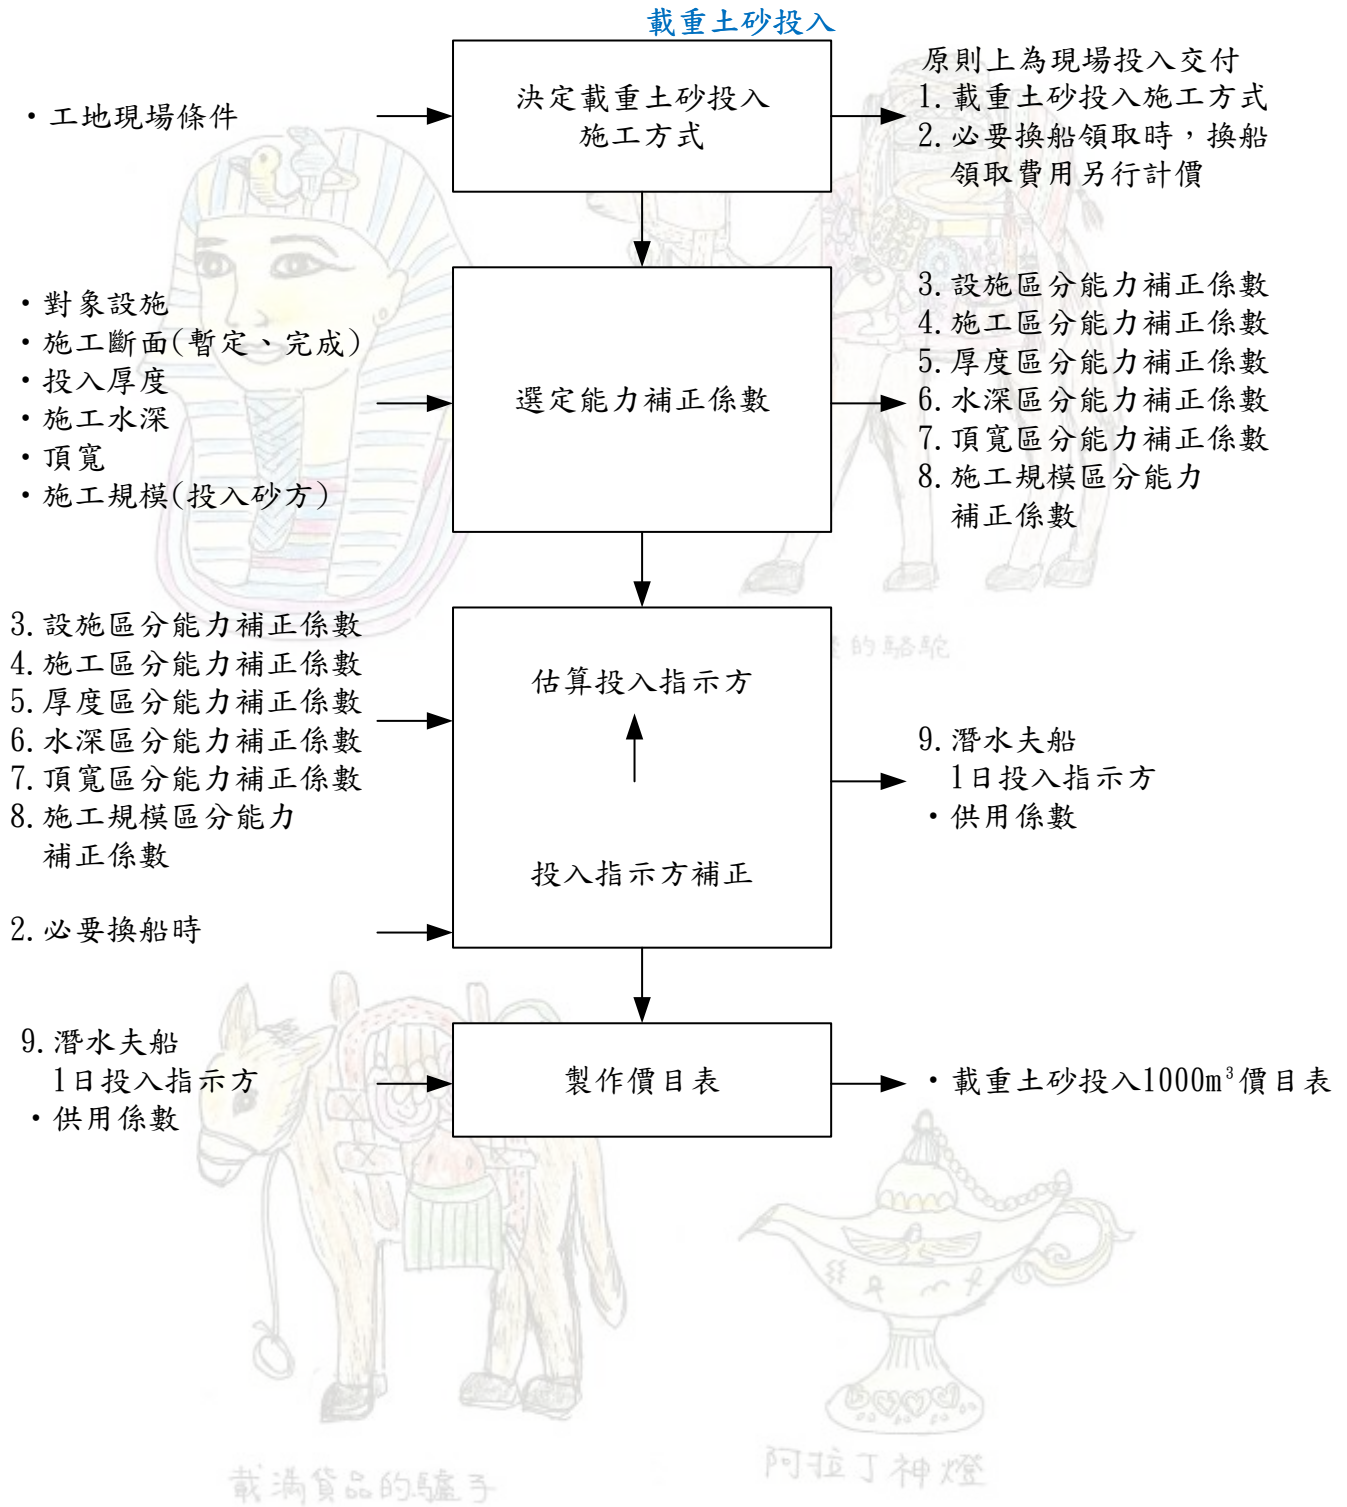 載重土砂投入
・工地現場條件
決定載重土砂投入
施工方式
原則上為現場投入交付
1. 載重土砂投入施工方式
2. 必要換船領取時，換船
領取費用另行計價
・對象設施
・施工斷面(暫定、完成)
・投入厚度
・施工水深
・頂寬
・施工規模(投入砂方)
選定能力補正係數
3. 設施區分能力補正係數
4. 施工區分能力補正係數
5. 厚度區分能力補正係數
6. 水深區分能力補正係數
7. 頂寬區分能力補正係數
8. 施工規模區分能力
補正係數
3. 設施區分能力補正係數
4. 施工區分能力補正係數
5. 厚度區分能力補正係數
6. 水深區分能力補正係數
7. 頂寬區分能力補正係數
8. 施工規模區分能力
補正係數
2. 必要換船時
估算投入指示方
投入指示方補正
9. 潛水夫船
1日投入指示方
・供用係數
的駱駝
9. 潛水夫船
1日投入指示方
・供用係數
製作價目表
・載重土砂投入1000m³價目表
載滿貨品的驢子
阿拉丁神燈